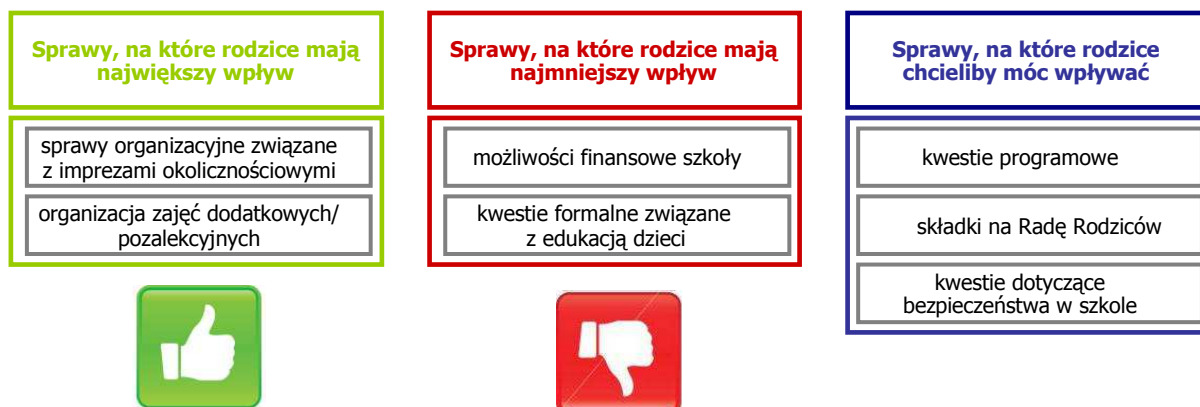 Sprawy, na które rodzice mają
największy wpływ
sprawy organizacyjne związane
z imprezami okolicznościowymi
organizacja zajęć dodatkowych/
pozalekcyjnych
Sprawy, na które rodzice mają
najmniejszy wpływ
możliwości finansowe szkoły
kwestie formalne związane
z edukacją dzieci
Sprawy, na które rodzice
chcieliby móc wpływać
kwestie programowe
składki na Radę Rodziców
kwestie dotyczące
bezpieczeństwa w szkole